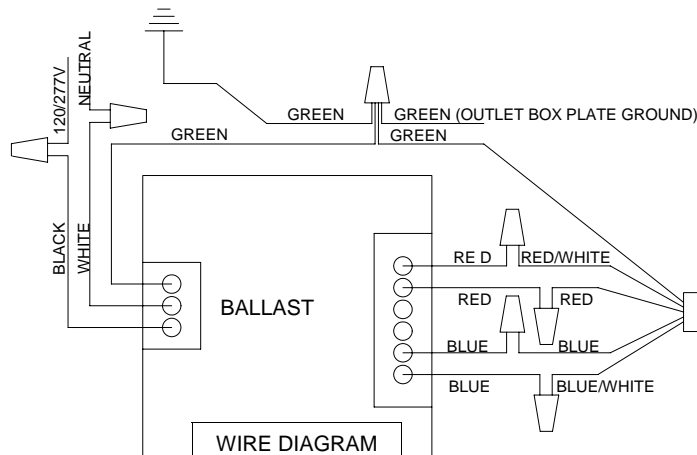 120/277V
NEUTRAL
GREEN
GREEN (OUTLET BOX PLATE GROUND)
GREEN
GREEN
BLACK
WHITE
RE D
RED/WHITE
RED
RED
BALLAST
BLUE
BLUE
BLUE
BLUE/WHITE
WIRE DIAGRAM